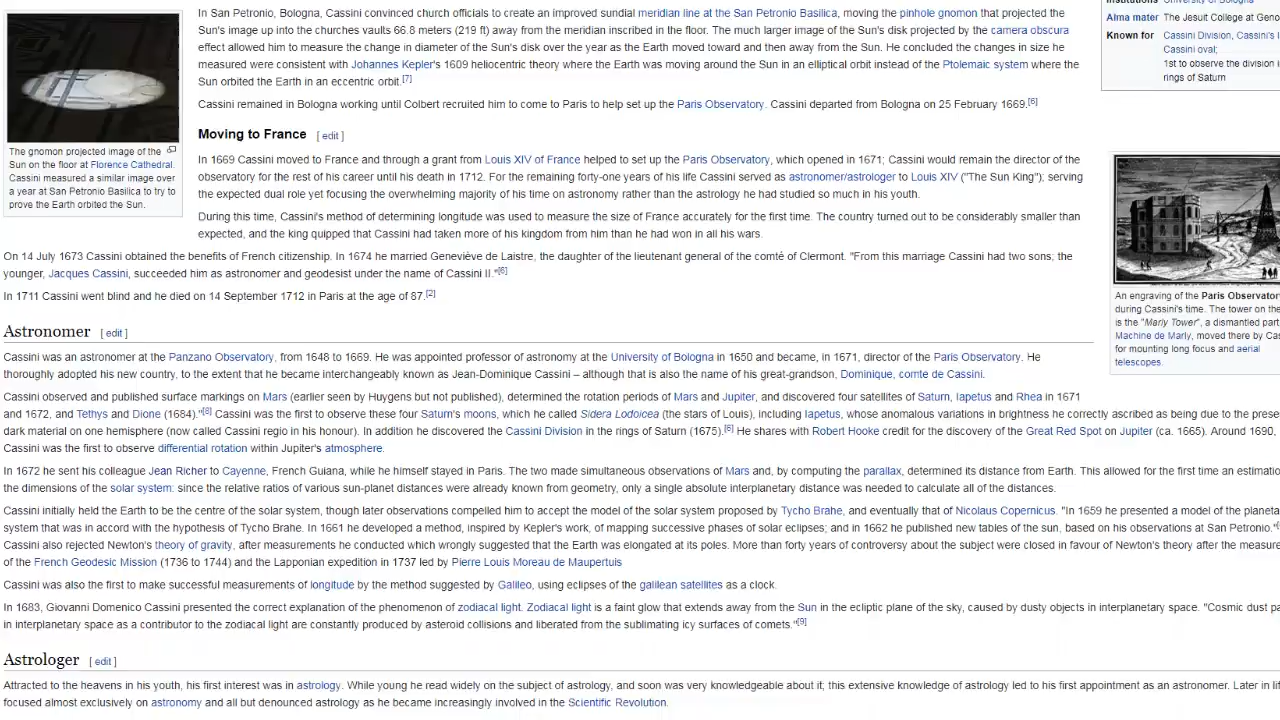 In San Petronio, Bologna, Cassini convinced church officials to create an improved sundial meridian line at the San Petronio Basilica, moving the pinhole gnomon that projected the
Sun's image up into the churches vaults 66.8 meters (219 ft) away from the meridian inscribed in the floor. The much larger image of the Sun's disk projected by the camera obscura
effect allowed him to measure the change in diameter of the Sun's disk over the year as the Earth moved toward and then away from the Sun. He concluded the changes in size he
measured were consistent with Johannes Kepler's 1609 heliocentric theory where the Earth was moving around the Sun in an elliptical orbit instead of the Ptolemaic system where the
Sun orbited the Earth in an eccentric orbit.[7]
Cassini remained in Bologna working until Colbert recruited him to come to Paris to help set up the Paris Observatory. Cassini departed from Bologna on 25 February 1669.[6]
The gnomon projected image of the
Sun on the floor at Florence Cathedral.
Cassini measured a similar image over
a year at San Petronio Basilica to try to
prove the Earth orbited the Sun.
University of Bologna
Alma mater The Jesuit College at Geno
Known for Cassini Division, Cassini's
Cassini oval;
1st to observe the division i
rings of Saturn
Moving to France [ edit ]
In 1669 Cassini moved to France and through a grant from Louis XIV of France helped to set up the Paris Observatory, which opened in 1671; Cassini would remain the director of the
observatory for the rest of his career until his death in 1712. For the remaining forty-one years of his life Cassini served as astronomer/astrologer to Louis XIV ("The Sun King"); serving
the expected dual role yet focusing the overwhelming majority of his time on astronomy rather than the astrology he had studied so much in his youth.
During this time, Cassini's method of determining longitude was used to measure the size of France accurately for the first time. The country turned out to be considerably smaller than
expected, and the king quipped that Cassini had taken more of his kingdom from him than he had won in all his wars.
On 14 July 1673 Cassini obtained the benefits of French citizenship. In 1674 he married Geneviève de Laistre, the daughter of the lieutenant general of the comté of Clermont. "From this marriage Cassini had two sons; the
younger, Jacques Cassini, succeeded him as astronomer and geodesist under the name of Cassini II."[6]
In 1711 Cassini went blind and he died on 14 September 1712 in Paris at the age of 87.[2]
An engraving of the Paris Observator
during Cassini's time. The tower on the
is the "Marly Tower", a dismantled part
Machine de Marly, moved there by Cas
for mounting long focus and aerial
telescopes.
Astronomer [ edit ]
Cassini was an astronomer at the Panzano Observatory, from 1648 to 1669. He was appointed professor of astronomy at the University of Bologna in 1650 and became, in 1671, director of the Paris Observatory. He
thoroughly adopted his new country, to the extent that he became interchangeably known as Jean-Dominique Cassini – although that is also the name of his great-grandson, Dominique, comte de Cassini.
Cassini observed and published surface markings on Mars (earlier seen by Huygens but not published), determined the rotation periods of Mars and Jupiter, and discovered four satellites of Saturn, Iapetus and Rhea in 1671
and 1672, and Tethys and Dione (1684)."[8] Cassini was the first to observe these four Saturn's moons, which he called Sidera Lodoicea (the stars of Louis), including Iapetus, whose anomalous variations in brightness he correctly ascribed as being due to the prese
dark material on one hemisphere (now called Cassini regio in his honour). In addition he discovered the Cassini Division in the rings of Saturn (1675).[6] He shares with Robert Hooke credit for the discovery of the Great Red Spot on Jupiter (ca. 1665). Around 1690,
Cassini was the first to observe differential rotation within Jupiter's atmosphere.
In 1672 he sent his colleague Jean Richer to Cayenne, French Guiana, while he himself stayed in Paris. The two made simultaneous observations of Mars and, by computing the parallax, determined its distance from Earth. This allowed for the first time an estimatio
the dimensions of the solar system: since the relative ratios of various sun-planet distances were already known from geometry, only a single absolute interplanetary distance was needed to calculate all of the distances.
Cassini initially held the Earth to be the centre of the solar system, though later observations compelled him to accept the model of the solar system proposed by Tycho Brahe, and eventually that of Nicolaus Copernicus. "In 1659 he presented a model of the planeta
system that was in accord with the hypothesis of Tycho Brahe. In 1661 he developed a method, inspired by Kepler's work, of mapping successive phases of solar eclipses; and in 1662 he published new tables of the sun, based on his observations at San Petronio."
Cassini also rejected Newton's theory of gravity, after measurements he conducted which wrongly suggested that the Earth was elongated at its poles. More than forty years of controversy about the subject were closed in favour of Newton's theory after the measure
of the French Geodesic Mission (1736 to 1744) and the Lapponian expedition in 1737 led by Pierre Louis Moreau de Maupertuis
Cassini was also the first to make successful measurements of longitude by the method suggested by Galileo, using eclipses of the galilean satellites as a clock.
In 1683, Giovanni Domenico Cassini presented the correct explanation of the phenomenon of zodiacal light. Zodiacal light is a faint glow that extends away from the Sun in the ecliptic plane of the sky, caused by dusty objects in interplanetary space. "Cosmic dust pa
in interplanetary space as a contributor to the zodiacal light are constantly produced by asteroid collisions and liberated from the sublimating icy surfaces of comets."[9]
Astrologer [ edit ]
Attracted to the heavens in his youth, his first interest was in astrology. While young he read widely on the subject of astrology, and soon was very knowledgeable about it; this extensive knowledge of astrology led to his first appointment as an astronomer. Later in lif
focused almost exclusively on astronomy and all but denounced astrology as he became increasingly involved in the Scientific Revolution.